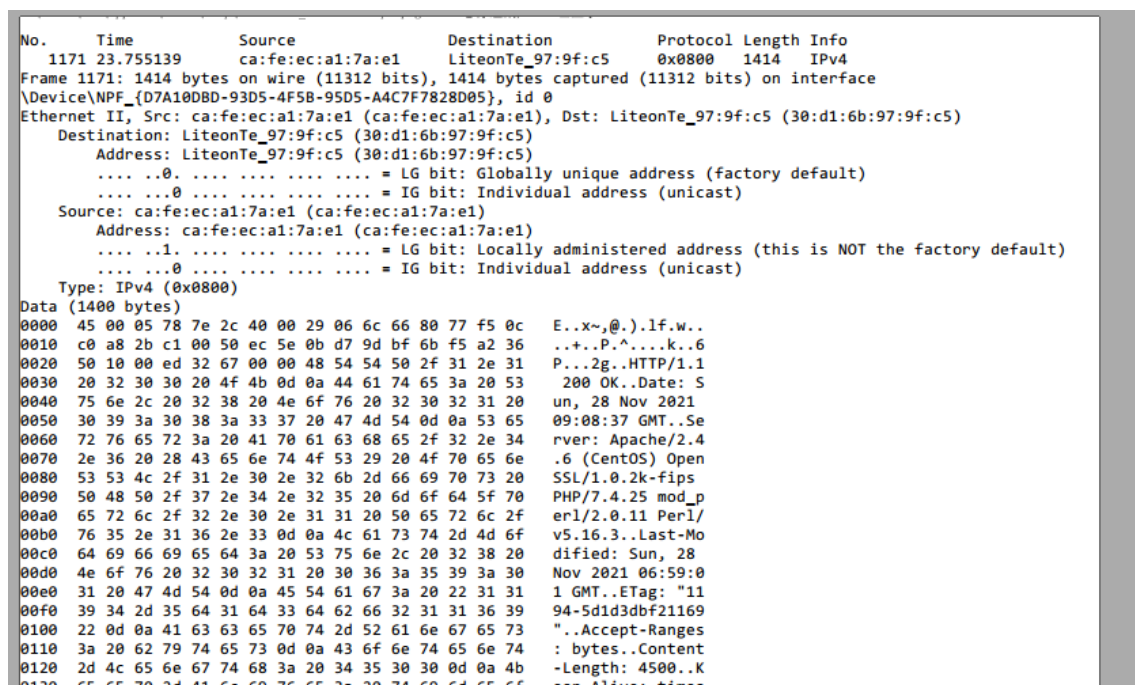 No. Time Source Destination Protocol Length Info
1171 23.755139 ca:fe:ec:a1:7a:e1 LiteonTe_97:9f:c5 0x0800 1414 IPv4
Frame 1171: 1414 bytes on wire (11312 bits), 1414 bytes captured (11312 bits) on interface
\Device\NPF_{D7A10DBD-93D5-4F5B-95D5-A4C7F7828D05}, id 0
Ethernet II, Src: ca:fe:ec:a1:7a:e1 (ca:fe:ec:a1:7a:e1), Dst: LiteonTe_97:9f:c5 (30:d1:6b:97:9f:c5)
Destination: LiteonTe_97:9f:c5 (30:d1:6b:97:9f:c5)
Address: LiteonTe_97:9f:c5 (30:d1:6b:97:9f:c5)
.... ..0. .... .... .... .... = LG bit: Globally unique address (factory default)
.... ...0 .... .... .... .... = IG bit: Individual address (unicast)
Source: ca:fe:ec:a1:7a:e1 (ca:fe:ec:a1:7a:e1)
Address: ca:fe:ec:a1:7a:e1 (ca:fe:ec:a1:7a:e1)
.... ..1. .... .... .... .... = LG bit: Locally administered address (this is NOT the factory default)
.... ...0 .... .... .... .... = IG bit: Individual address (unicast)
Type: IPv4 (0x0800)
Data (1400 bytes)
0000 45 00 05 78 7e 2c 40 00 29 06 6c 66 80 77 f5 0c E..x~,@.).lf.w..
0010 c0 a8 2b c1 00 50 ec 5e 0b d7 9d bf 6b f5 a2 36 ..+..P.^....k..6
0020 50 10 00 ed 32 67 00 00 48 54 54 50 2f 31 2e 31 P...2g..HTTP/1.1
0030 20 32 30 30 20 4f 4b 0d 0a 44 61 74 65 3a 20 53 200 OK..Date: S
0040 75 6e 2c 20 32 38 20 4e 6f 76 20 32 30 32 31 20 un, 28 Nov 2021
0050 30 39 3a 30 38 3a 33 37 20 47 4d 54 0d 0a 53 65 09:08:37 GMT..Se
0060 72 76 65 72 3a 20 41 70 61 63 68 65 2f 32 2e 34 rver: Apache/2.4
0070 2e 36 20 28 43 65 6e 74 4f 53 29 20 4f 70 65 6e .6 (CentOS) Open
0080 53 53 4c 2f 31 2e 30 2e 32 6b 2d 66 69 70 73 20 SSL/1.0.2k-fips
0090 50 48 50 2f 37 2e 34 2e 32 35 20 6d 6f 64 5f 70 PHP/7.4.25 mod_p
00a0 65 72 6c 2f 32 2e 30 2e 31 31 20 50 65 72 6c 2f erl/2.0.11 Perl/
00b0 76 35 2e 31 36 2e 33 0d 0a 4c 61 73 74 2d 4d 6f v5.16.3..Last-Mo
00c0 64 69 66 69 65 64 3a 20 53 75 6e 2c 20 32 38 20 dified: Sun, 28
00d0 4e 6f 76 20 32 30 32 31 20 30 36 3a 35 39 3a 30 Nov 2021 06:59:0
00e0 31 20 47 4d 54 0d 0a 45 54 61 67 3a 20 22 31 31 1 GMT..ETag: "11
00f0 39 34 2d 35 64 31 64 33 64 62 66 32 31 31 36 39 94-5d1d3dbf21169
0100 22 0d 0a 41 63 63 65 70 74 2d 52 61 6e 67 65 73 "..Accept-Ranges
0110 3a 20 62 79 74 65 73 0d 0a 43 6f 6e 74 65 6e 74 : bytes..Content
0120 2d 4c 65 6e 67 74 68 3a 20 34 35 30 30 0d 0a 4b -Length: 4500..K